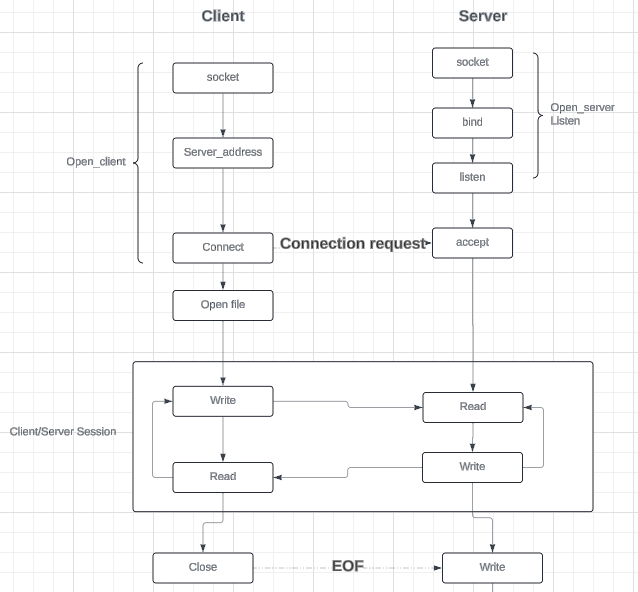 Client
Server
socket
socket
Open_server
Listen
bind
Server_address
Open_client
listen
Connect
Connection request
accept
Open file
Write
Read
Client/Server Session
Read
Write
Close
EOF
Write